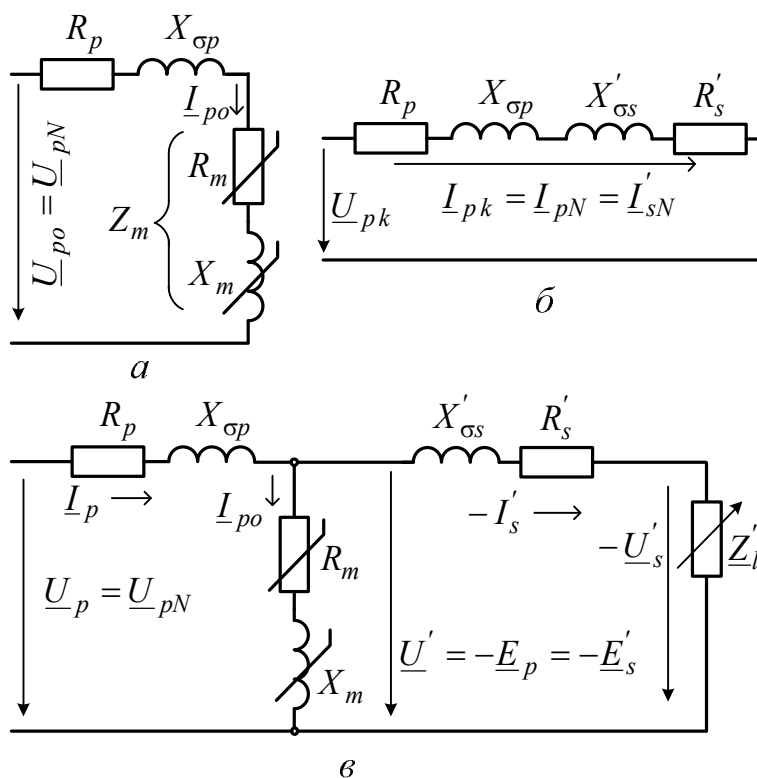 R_p X_σp
I_po
U_po = U_pN
R_m
Z_m
X_m
а
R_p X_σp X'_σs R'_s
U_pk
I_pk = I_pN = I'_sN
б
R_p X_σp X'_σs R'_s
I_p
I_po
-I'_s
R_m
-U'_s
Z'_l
U_p = U_pN
U' = -E_p = -E'_s
X_m
в